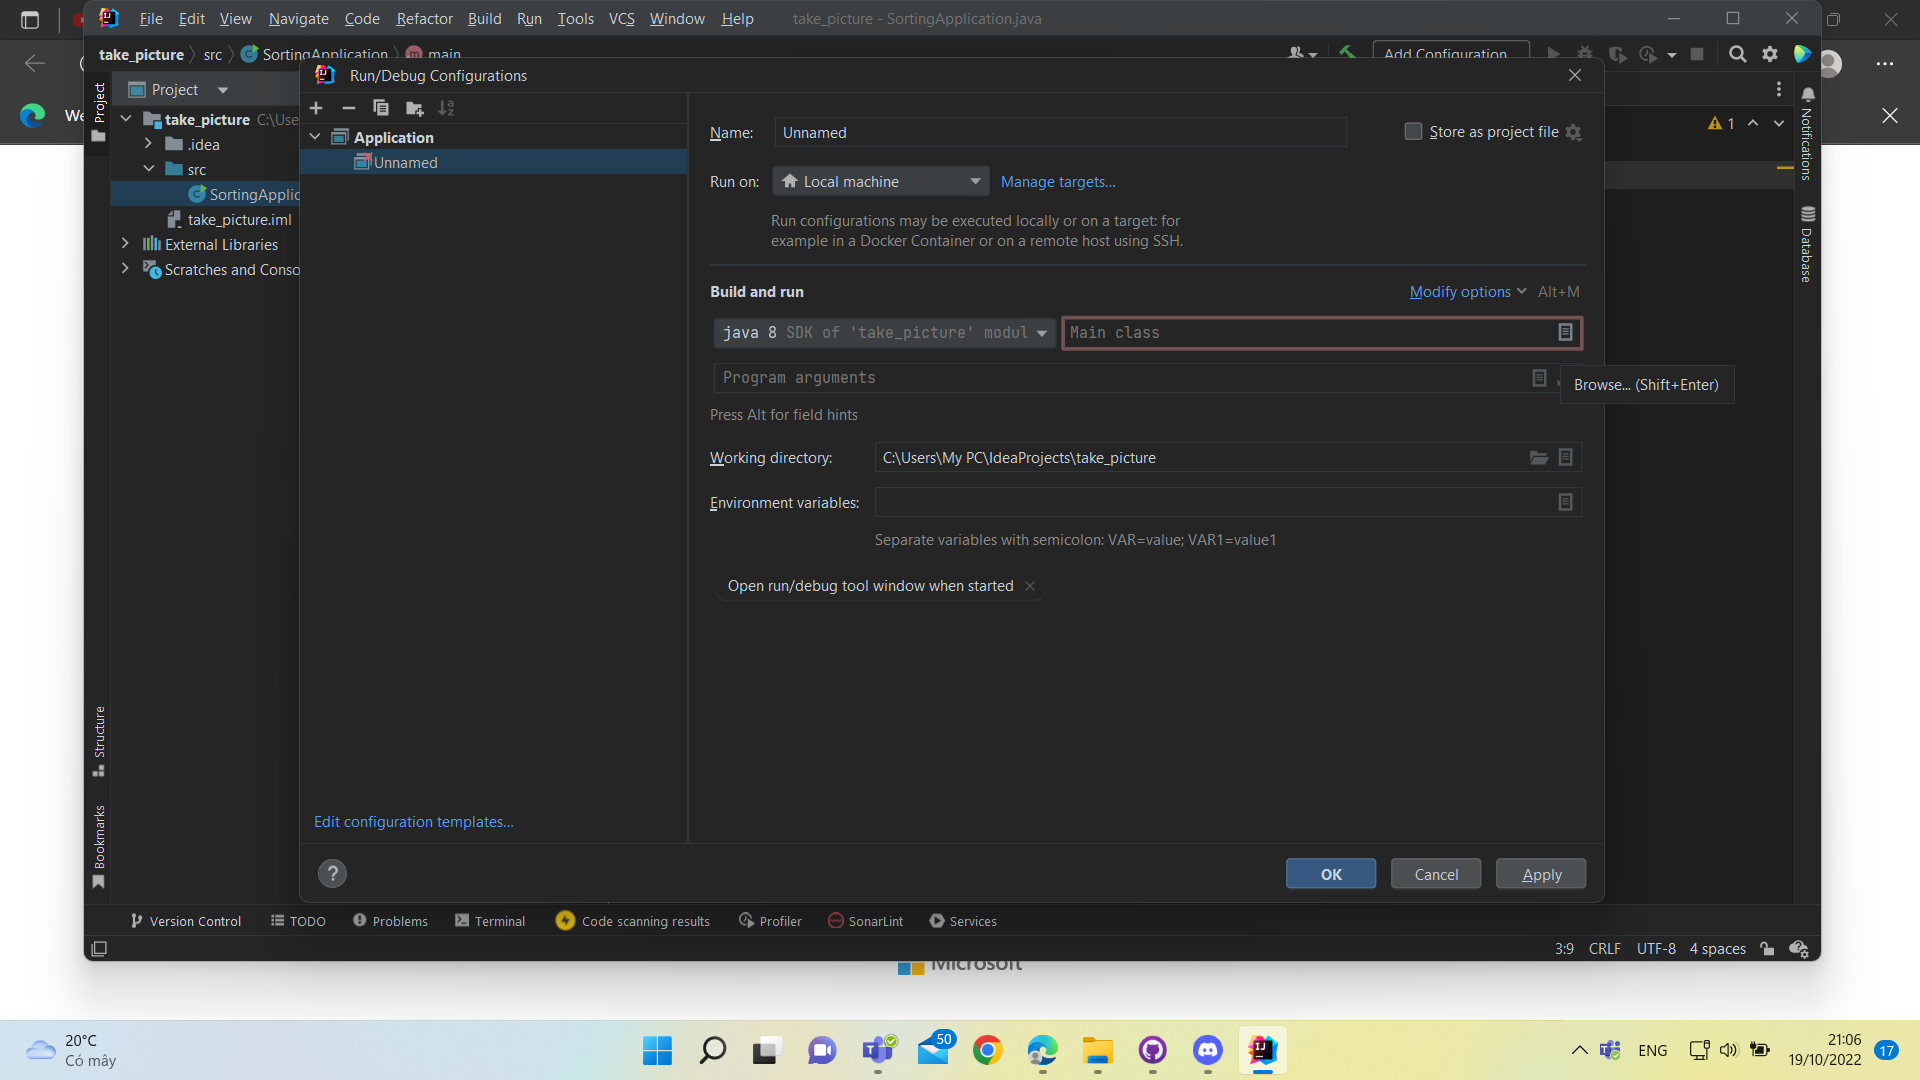 File Edit View Navigate Code Refactor Build Run Tools VCS Window Help take_picture - SortingApplication.java
take_picture src SortingApplication main Add Configuration...
Run/Debug Configurations
Project
Project
We
take_picture C:\Use
.idea
src
SortingApplic
take_picture.iml
External Libraries
Scratches and Conso
Application
Unnamed
Name: Unnamed Store as project file
Run on: Local machine Manage targets...
Run configurations may be executed locally or on a target: for
example in a Docker Container or on a remote host using SSH.
Build and run Modify options Alt+M
java 8 SDK of 'take_picture' modul Main class
Program arguments
Browse... (Shift+Enter)
Press Alt for field hints
Working directory: C:\Users\My PC\IdeaProjects\take_picture
Environment variables:
Separate variables with semicolon: VAR=value; VAR1=value1
Open run/debug tool window when started
Edit configuration templates...
? OK Cancel Apply
1
Notifications
Database
Structure
Bookmarks
Version Control TODO Problems Terminal Code scanning results Profiler SonarLint Services
3:9 CRLF UTF-8 4 spaces
Microsoft
20°C
Có mây
50
ENG
21:06
19/10/2022
17